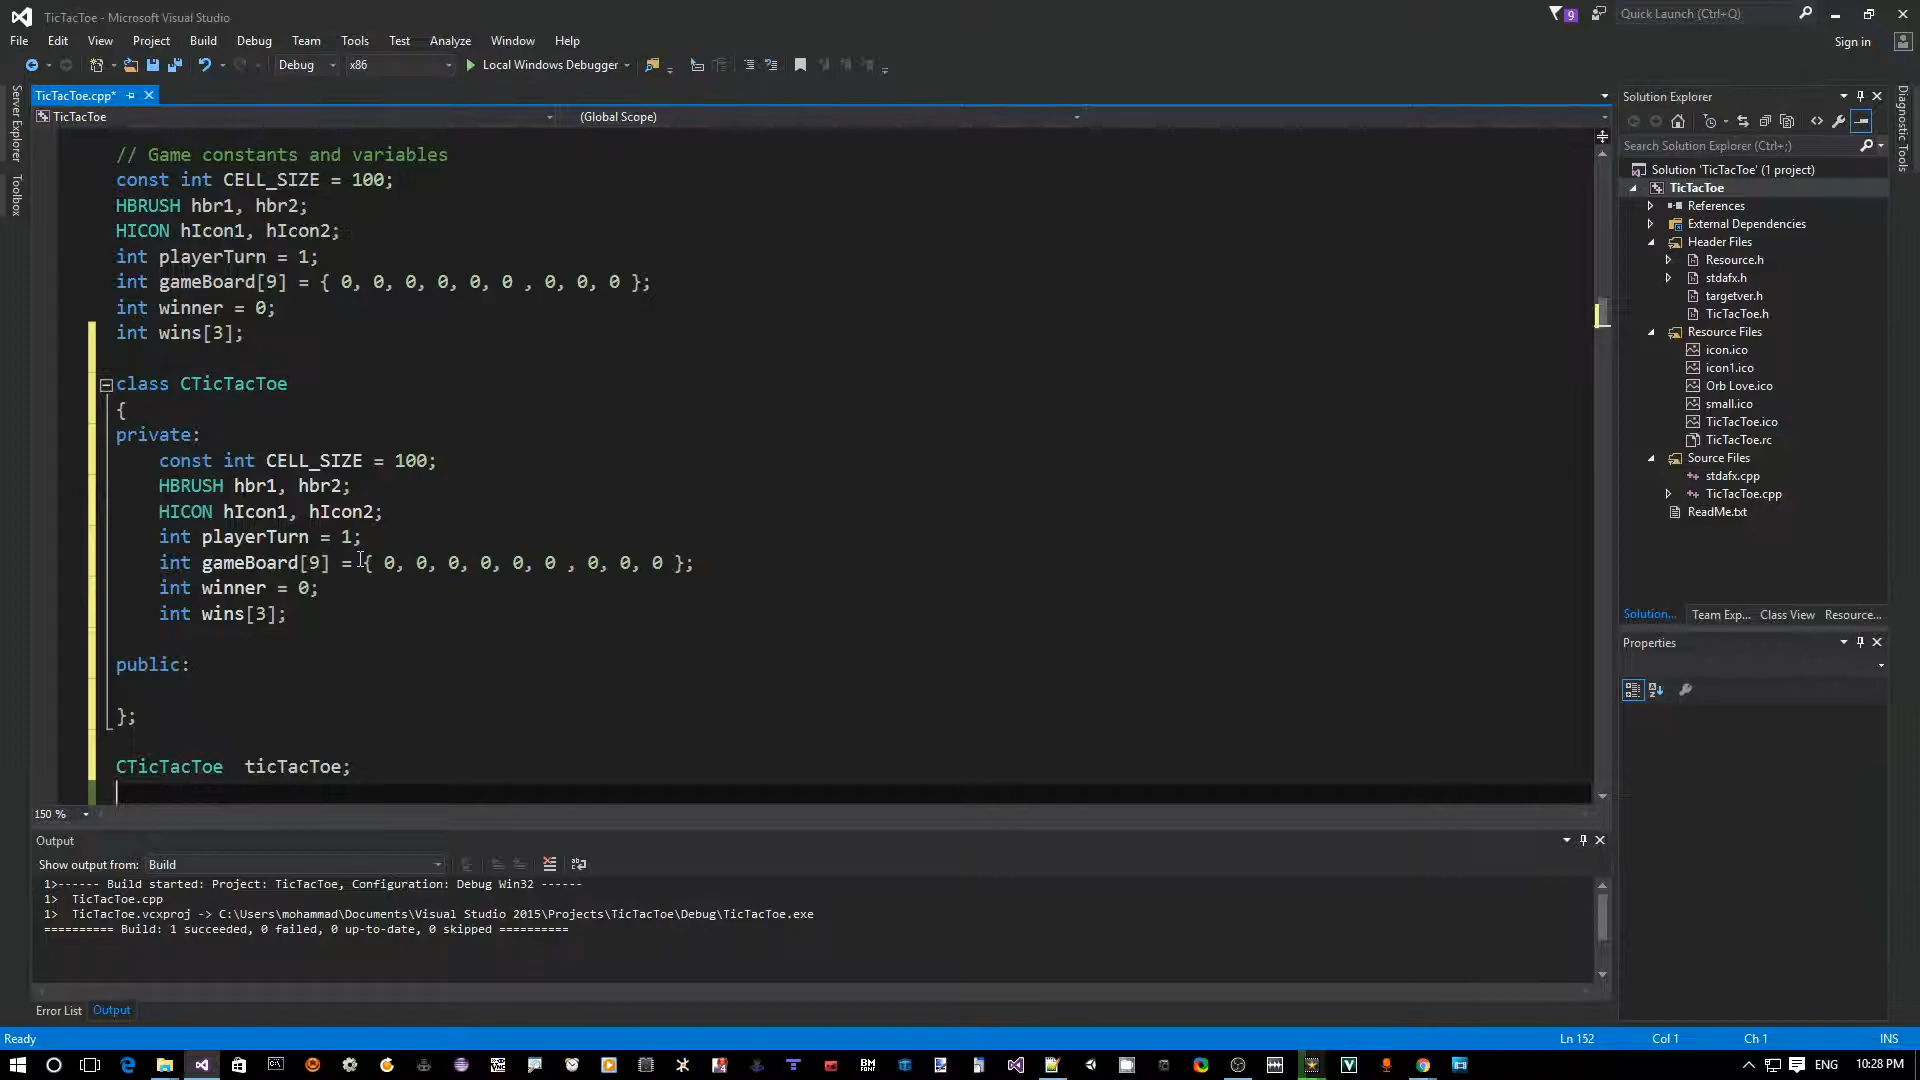 TicTacToe - Microsoft Visual Studio
9
Quick Launch (Ctrl+Q)
File Edit View Project Build Debug Team Tools Test Analyze Window Help
Sign in
Debug x86 Local Windows Debugger
Server Explorer
Toolbox
TicTacToe.cpp*
TicTacToe (Global Scope)
// Game constants and variables
const int CELL_SIZE = 100;
HBRUSH hbr1, hbr2;
HICON hIcon1, hIcon2;
int playerTurn = 1;
int gameBoard[9] = { 0, 0, 0, 0, 0, 0 , 0, 0, 0 };
int winner = 0;
int wins[3];
class CTicTacToe
{
private:
const int CELL_SIZE = 100;
HBRUSH hbr1, hbr2;
HICON hIcon1, hIcon2;
int playerTurn = 1;
int gameBoard[9] = { 0, 0, 0, 0, 0, 0 , 0, 0, 0 };
int winner = 0;
int wins[3];
public:
};
CTicTacToe  ticTacToe;
150 %
Output
Show output from: Build
1>------ Build started: Project: TicTacToe, Configuration: Debug Win32 ------
1>  TicTacToe.cpp
1>  TicTacToe.vcxproj -> C:\Users\mohammad\Documents\Visual Studio 2015\Projects\TicTacToe\Debug\TicTacToe.exe
========== Build: 1 succeeded, 0 failed, 0 up-to-date, 0 skipped ==========
Error List Output
Solution Explorer
Search Solution Explorer (Ctrl+;)
Solution 'TicTacToe' (1 project)
TicTacToe
References
External Dependencies
Header Files
Resource.h
stdafx.h
targetver.h
TicTacToe.h
Resource Files
icon.ico
icon1.ico
Orb Love.ico
small.ico
TicTacToe.ico
TicTacToe.rc
Source Files
stdafx.cpp
TicTacToe.cpp
ReadMe.txt
Solution... Team Exp... Class View Resource...
Properties
Diagnostic Tools
Ready
Ln 152 Col 1 Ch 1 INS
ENG 10:28 PM